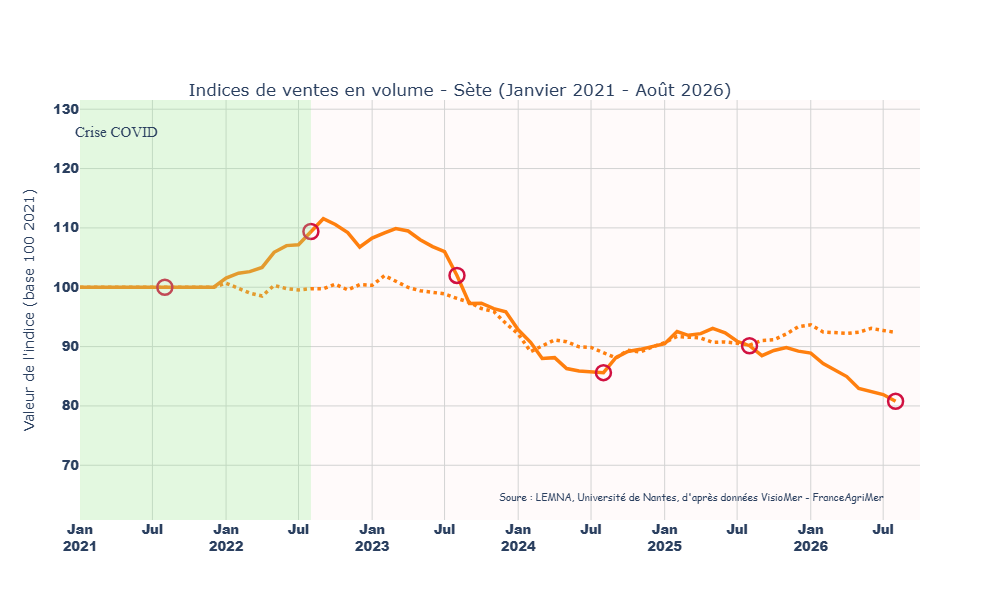 Indices de ventes en volume - Sète (Janvier 2021 - Août 2026)
130
Crise COVID
120
110
100
90
80
70
Valeur de l'indice (base 100 2021)
Soure : LEMNA, Université de Nantes, d'après données VisioMer - FranceAgriMer
Jan Jul Jan Jul Jan Jul Jan Jul Jan Jul Jan Jul
2021 2022 2023 2024 2025 2026